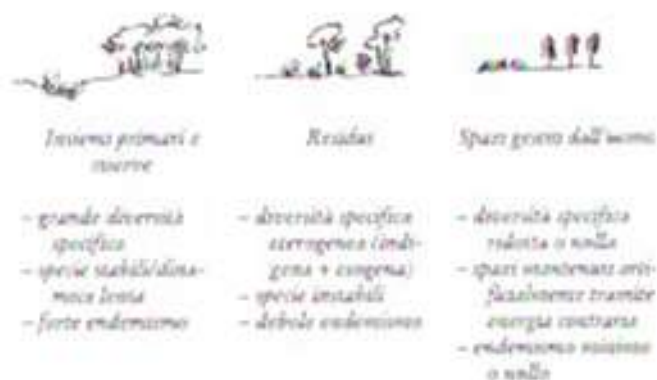 Insiemi primari e
riserve
– grande diversità
specifica
– specie stabili/dina-
mica lenta
– forte endemismo
Residui
– diversità specifica
eterogenea (indi-
gena + esogena)
– specie instabili
– debole endemismo
Spazi gestiti dall'uomo
– diversità specifica
ridotta o nulla
– spazi mantenuti arti-
ficialmente tramite
energia contraria
– endemismo minimo
o nullo